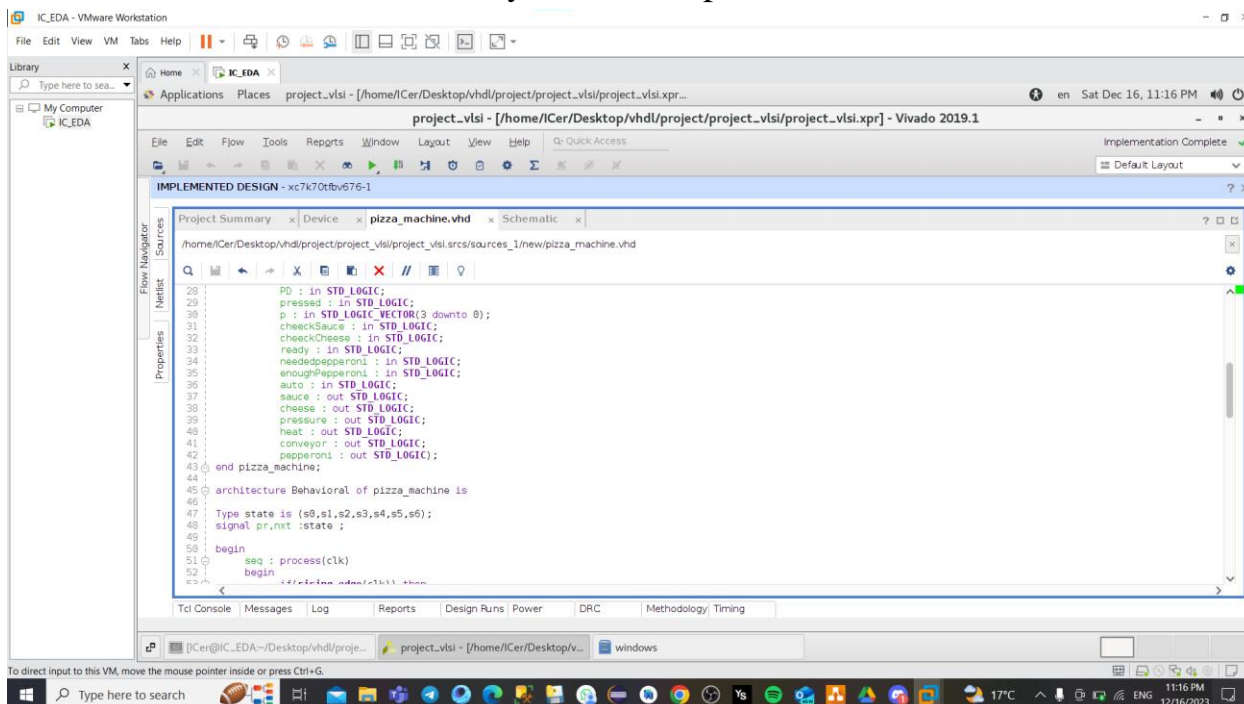 IC_EDA - VMware Workstation
File Edit View VM Tabs Help
Library
Type here to sea...
My Computer
IC_EDA
Home
IC_EDA
Applications Places project_vlsi - [/home/ICer/Desktop/vhdl/project/project_vlsi/project_vlsi.xpr...
en Sat Dec 16, 11:16 PM
project_vlsi - [/home/ICer/Desktop/vhdl/project/project_vlsi/project_vlsi.xpr] - Vivado 2019.1
File Edit Flow Tools Reports Window Layout View Help Quick Access
Implementation Complete
Default Layout
IMPLEMENTED DESIGN - xc7k70tfbv676-1
Flow Navigator
Sources
Netlist
Properties
Project Summary Device pizza_machine.vhd Schematic
/home/ICer/Desktop/vhdl/project/project_vlsi/project_vlsi.srcs/sources_1/new/pizza_machine.vhd
28 PD : in STD_LOGIC;
29 pressed : in STD_LOGIC;
30 p : in STD_LOGIC_VECTOR(3 downto 0);
31 cheeckSauce : in STD_LOGIC;
32 cheeckCheese : in STD_LOGIC;
33 ready : in STD_LOGIC;
34 neededpepperoni : in STD_LOGIC;
35 enoughPepperoni : in STD_LOGIC;
36 auto : in STD_LOGIC;
37 sauce : out STD_LOGIC;
38 cheese : out STD_LOGIC;
39 pressure : out STD_LOGIC;
40 heat : out STD_LOGIC;
41 conveyor : out STD_LOGIC;
42 pepperoni : out STD_LOGIC);
43 end pizza_machine;
44
45 architecture Behavioral of pizza_machine is
46
47 Type state is (s0,s1,s2,s3,s4,s5,s6);
48 signal pr,nxt :state ;
49
50 begin
51 seq : process(clk)
52 begin
53 if(rising_edge(clk)) then
Tcl Console Messages Log Reports Design Runs Power DRC Methodology Timing
[ICer@IC_EDA:~/Desktop/vhdl/proje... project_vlsi - [/home/ICer/Desktop/v... windows
To direct input to this VM, move the mouse pointer inside or press Ctrl+G.
Type here to search
17°C
ENG
11:16 PM
12/16/2023